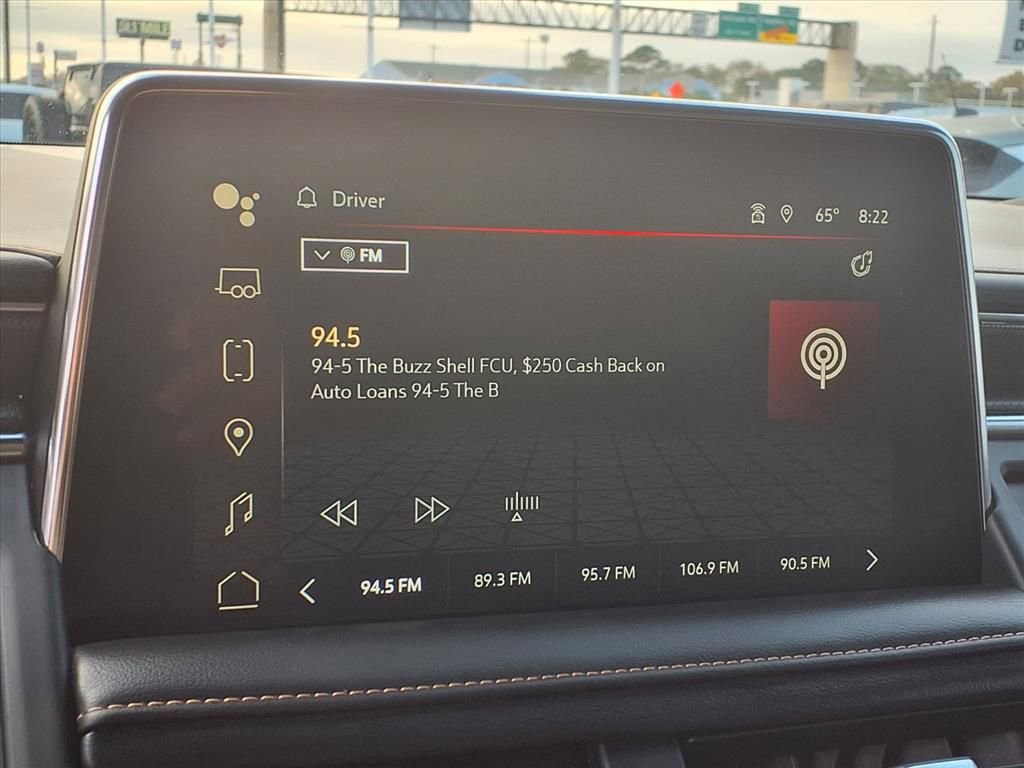 Driver
65° 8:22
FM
94.5
94-5 The Buzz Shell FCU, $250 Cash Back on
Auto Loans 94-5 The B
94.5 FM 89.3 FM 95.7 FM 106.9 FM 90.5 FM